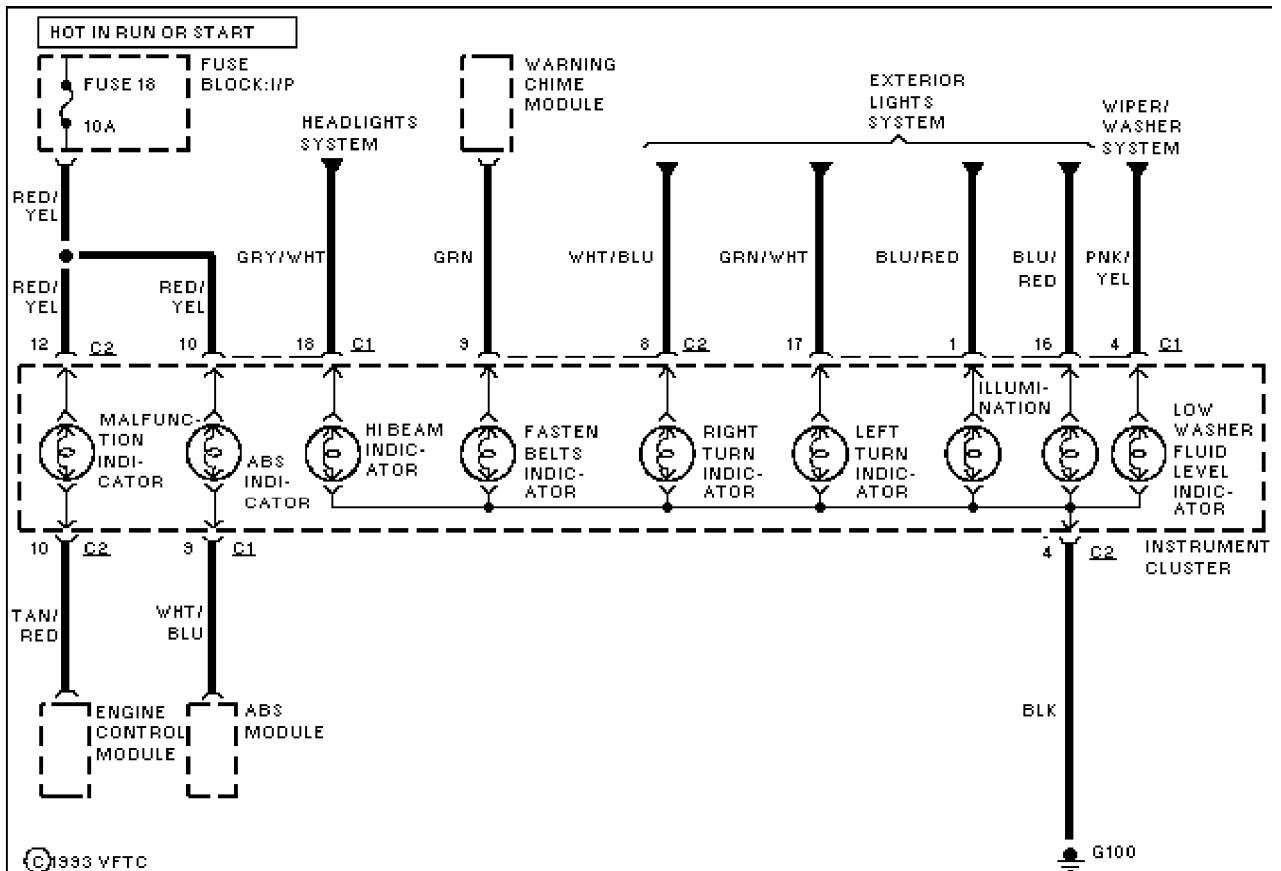 HOT IN RUN OR START
FUSE 18
10A
FUSE
BLOCK:I/P
HEADLIGHTS
SYSTEM
WARNING
CHIME
MODULE
EXTERIOR
LIGHTS
SYSTEM
WIPER/
WASHER
SYSTEM
RED/
YEL
RED/
YEL
RED/
YEL
GRY/WHT
GRN
WHT/BLU
GRN/WHT
BLU/RED
BLU/
RED
PNK/
YEL
12 C2 10 18 C1 9 8 C2 17 1 16 4 C1
MALFUNC-
TION
INDI-
CATOR
ABS
INDI-
CATOR
HI BEAM
INDIC-
ATOR
FASTEN
BELTS
INDIC-
ATOR
RIGHT
TURN
INDIC-
ATOR
LEFT
TURN
INDIC-
ATOR
ILLUMI-
NATION
LOW
WASHER
FLUID
LEVEL
INDIC-
ATOR
10 C2 9 C1 4 C2
INSTRUMENT
CLUSTER
TAN/
RED
WHT/
BLU
BLK
ENGINE
CONTROL
MODULE
ABS
MODULE
G100
©1993 VFTC